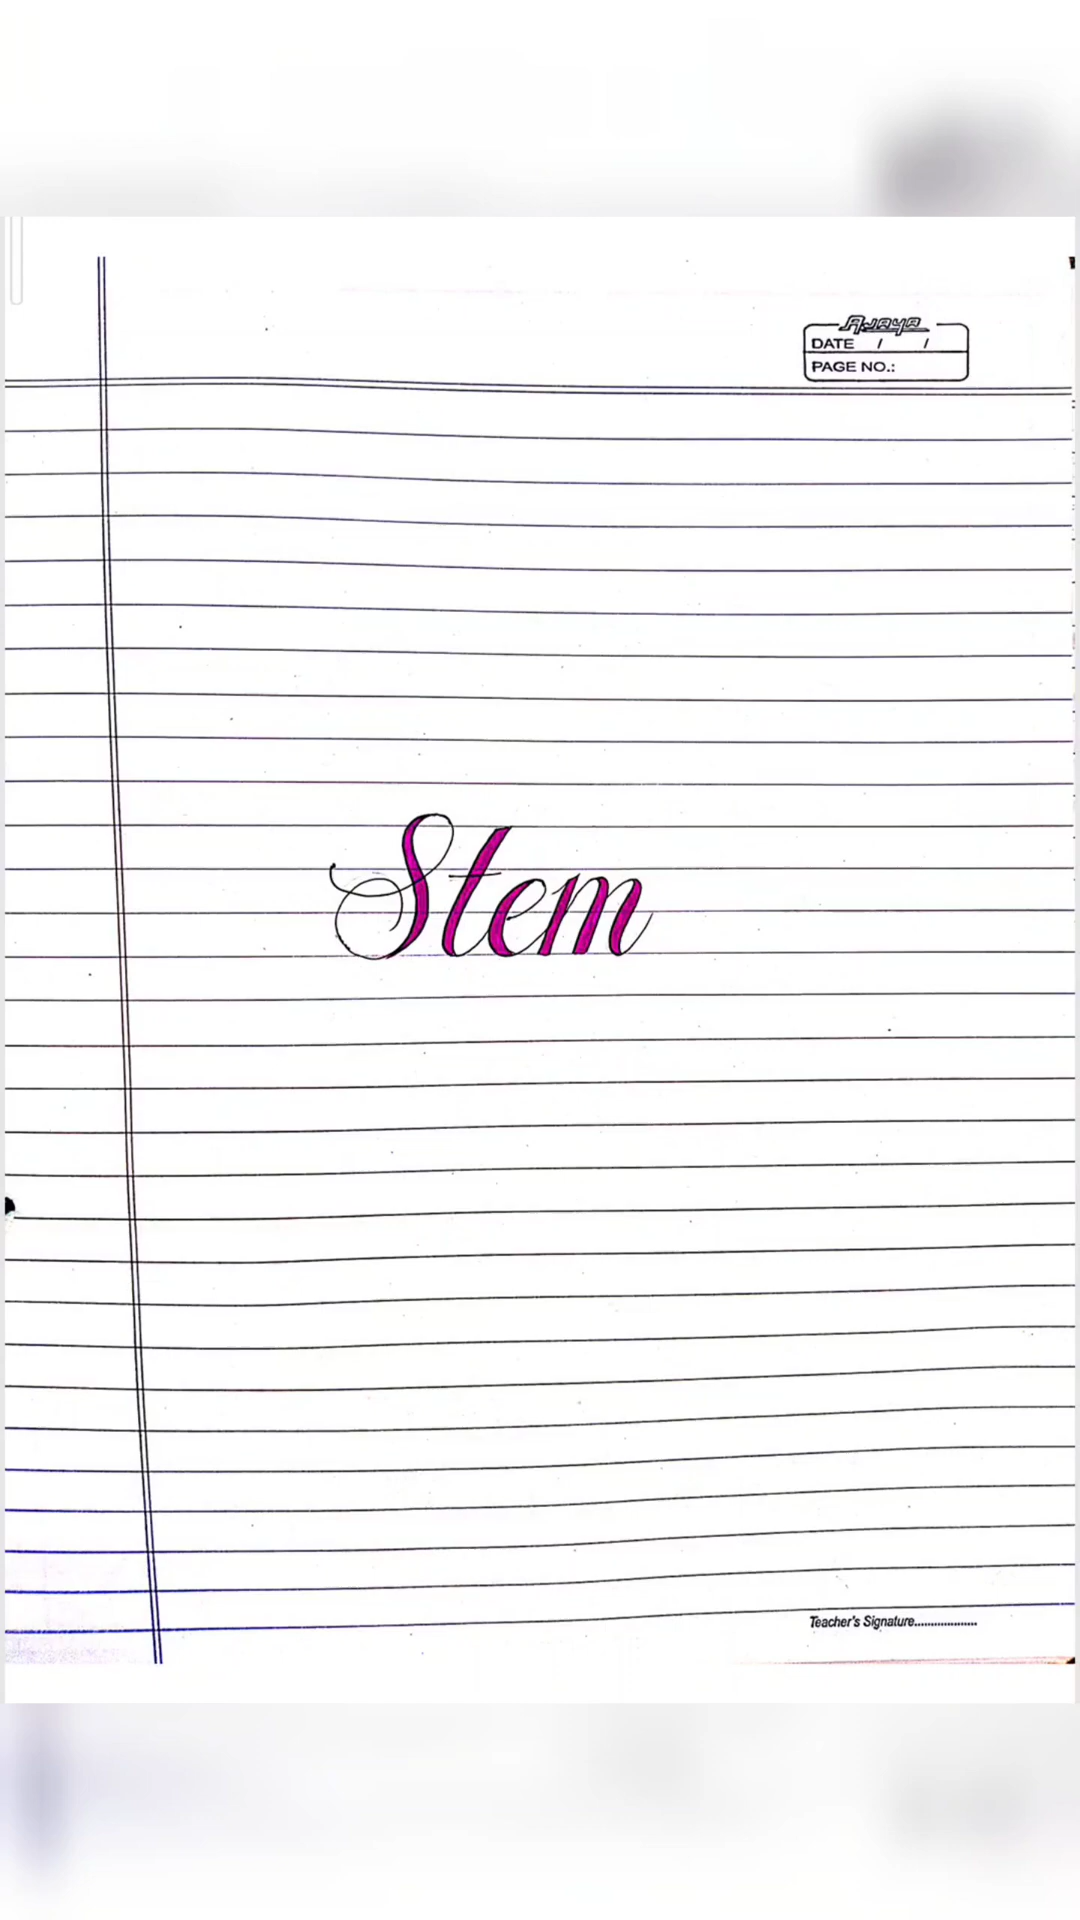 Ajaya
DATE / /
PAGE NO.:
Stem
Teacher's Signature...................